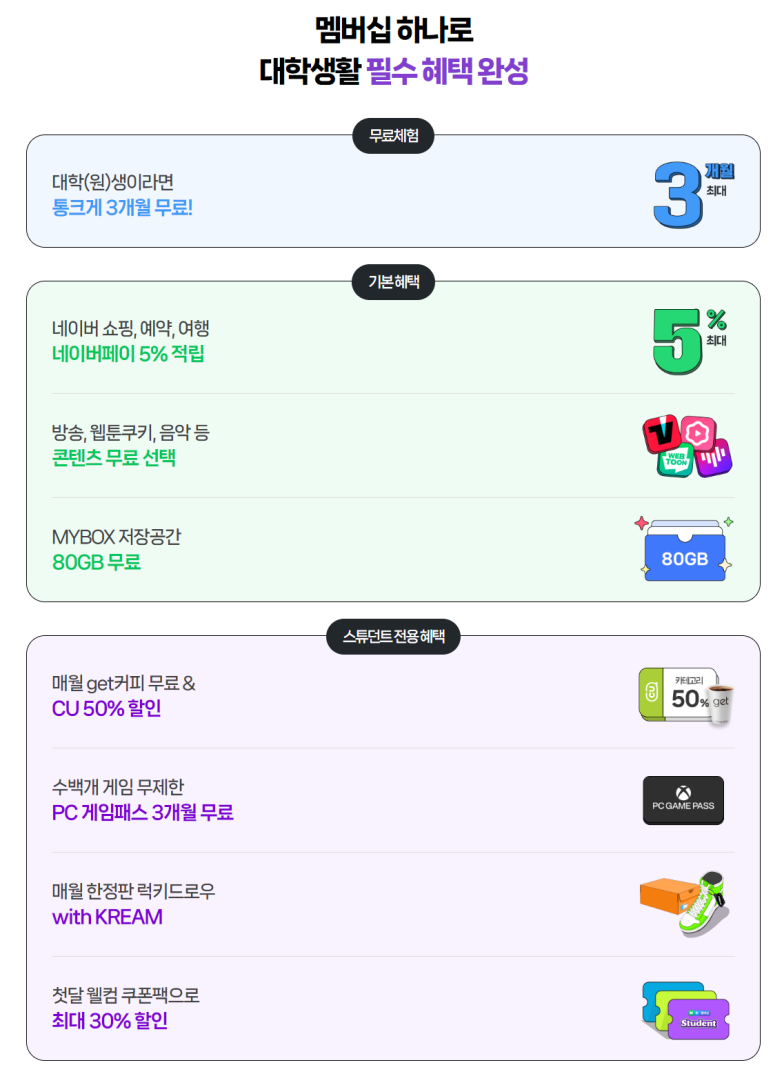 멤버십 하나로
대학생활 필수 혜택 완성
무료체험
대학(원)생이라면
통크게 3개월 무료!
3개월
최대
기본 혜택
네이버 쇼핑, 예약, 여행
네이버페이 5% 적립
5%
최대
방송, 웹툰쿠키, 음악 등
콘텐츠 무료 선택
WEB
TOON
MYBOX 저장공간
80GB 무료
80GB
스튜던트 전용 혜택
매월 get커피 무료 &
CU 50% 할인
카테고리
50%
get
수백개 게임 무제한
PC 게임패스 3개월 무료
PC GAME PASS
매월 한정판 럭키드로우
with KREAM
첫달 웰컴 쿠폰팩으로
최대 30% 할인
Student